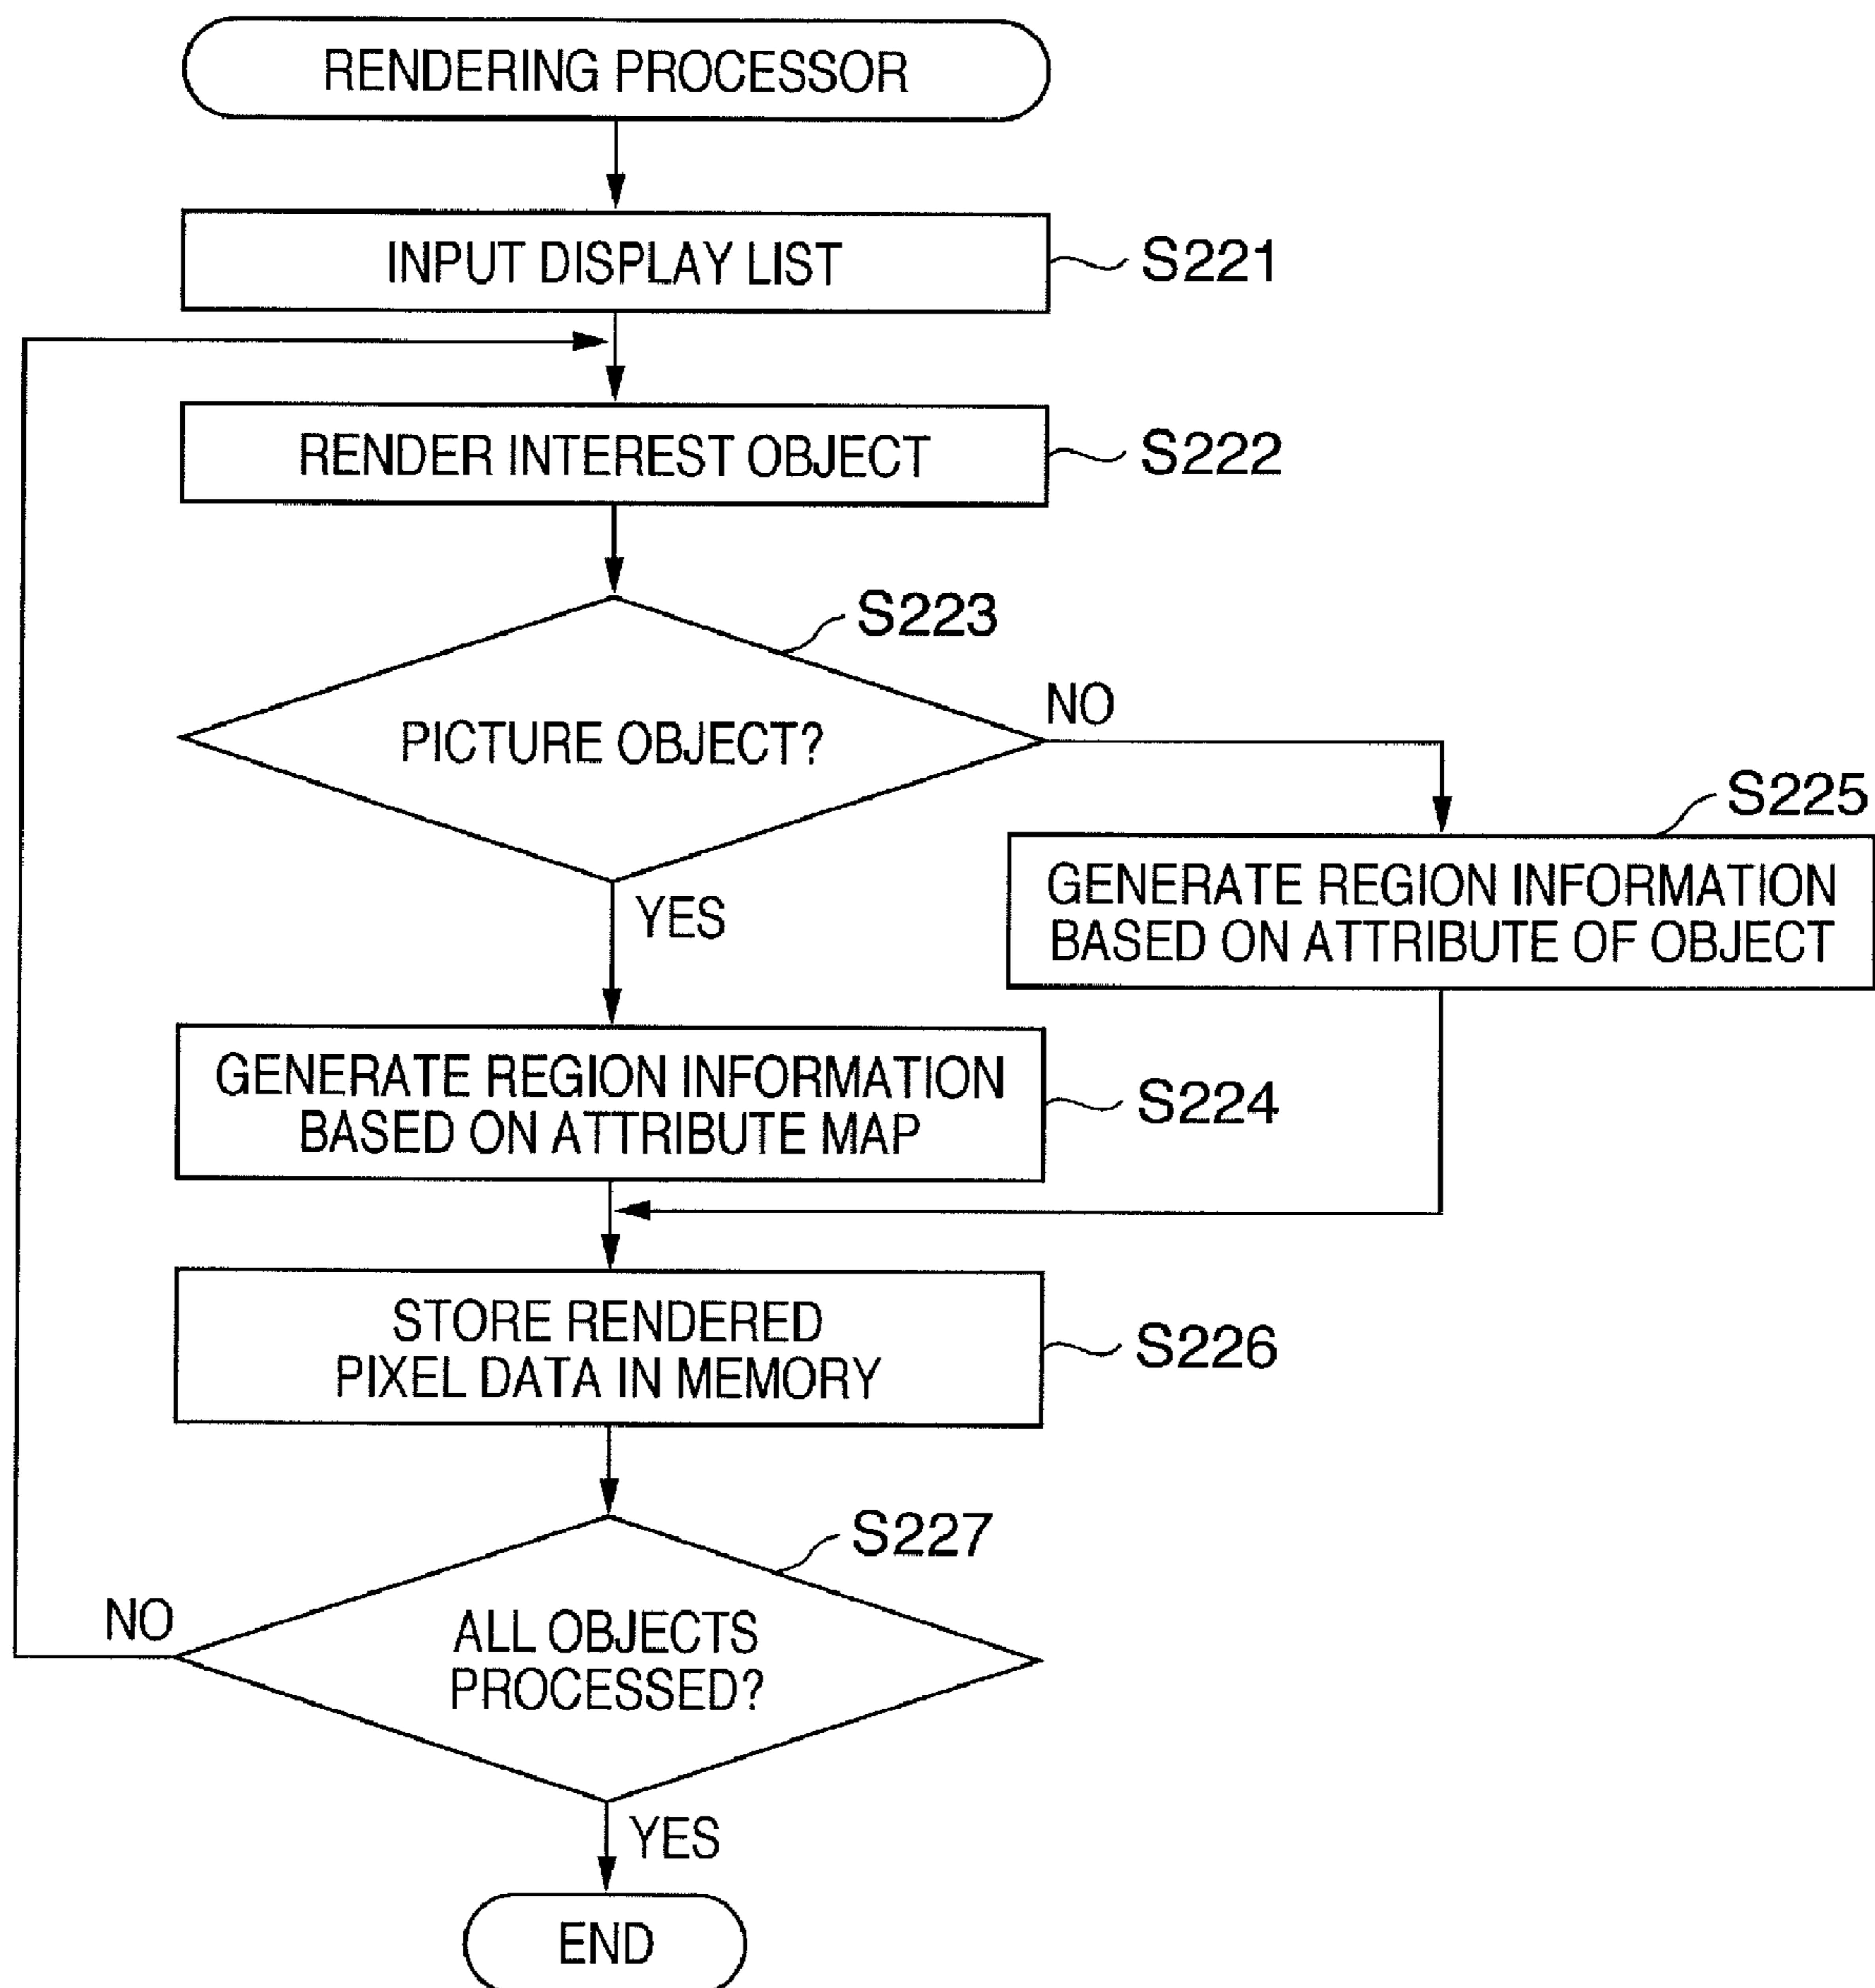 RENDERING PROCESSOR
INPUT DISPLAY LIST
S221
RENDER INTEREST OBJECT
S222
S223
PICTURE OBJECT?
NO
YES
S225
GENERATE REGION INFORMATION
BASED ON ATTRIBUTE OF OBJECT
GENERATE REGION INFORMATION
BASED ON ATTRIBUTE MAP
S224
STORE RENDERED
PIXEL DATA IN MEMORY
S226
S227
ALL OBJECTS
PROCESSED?
NO
YES
END